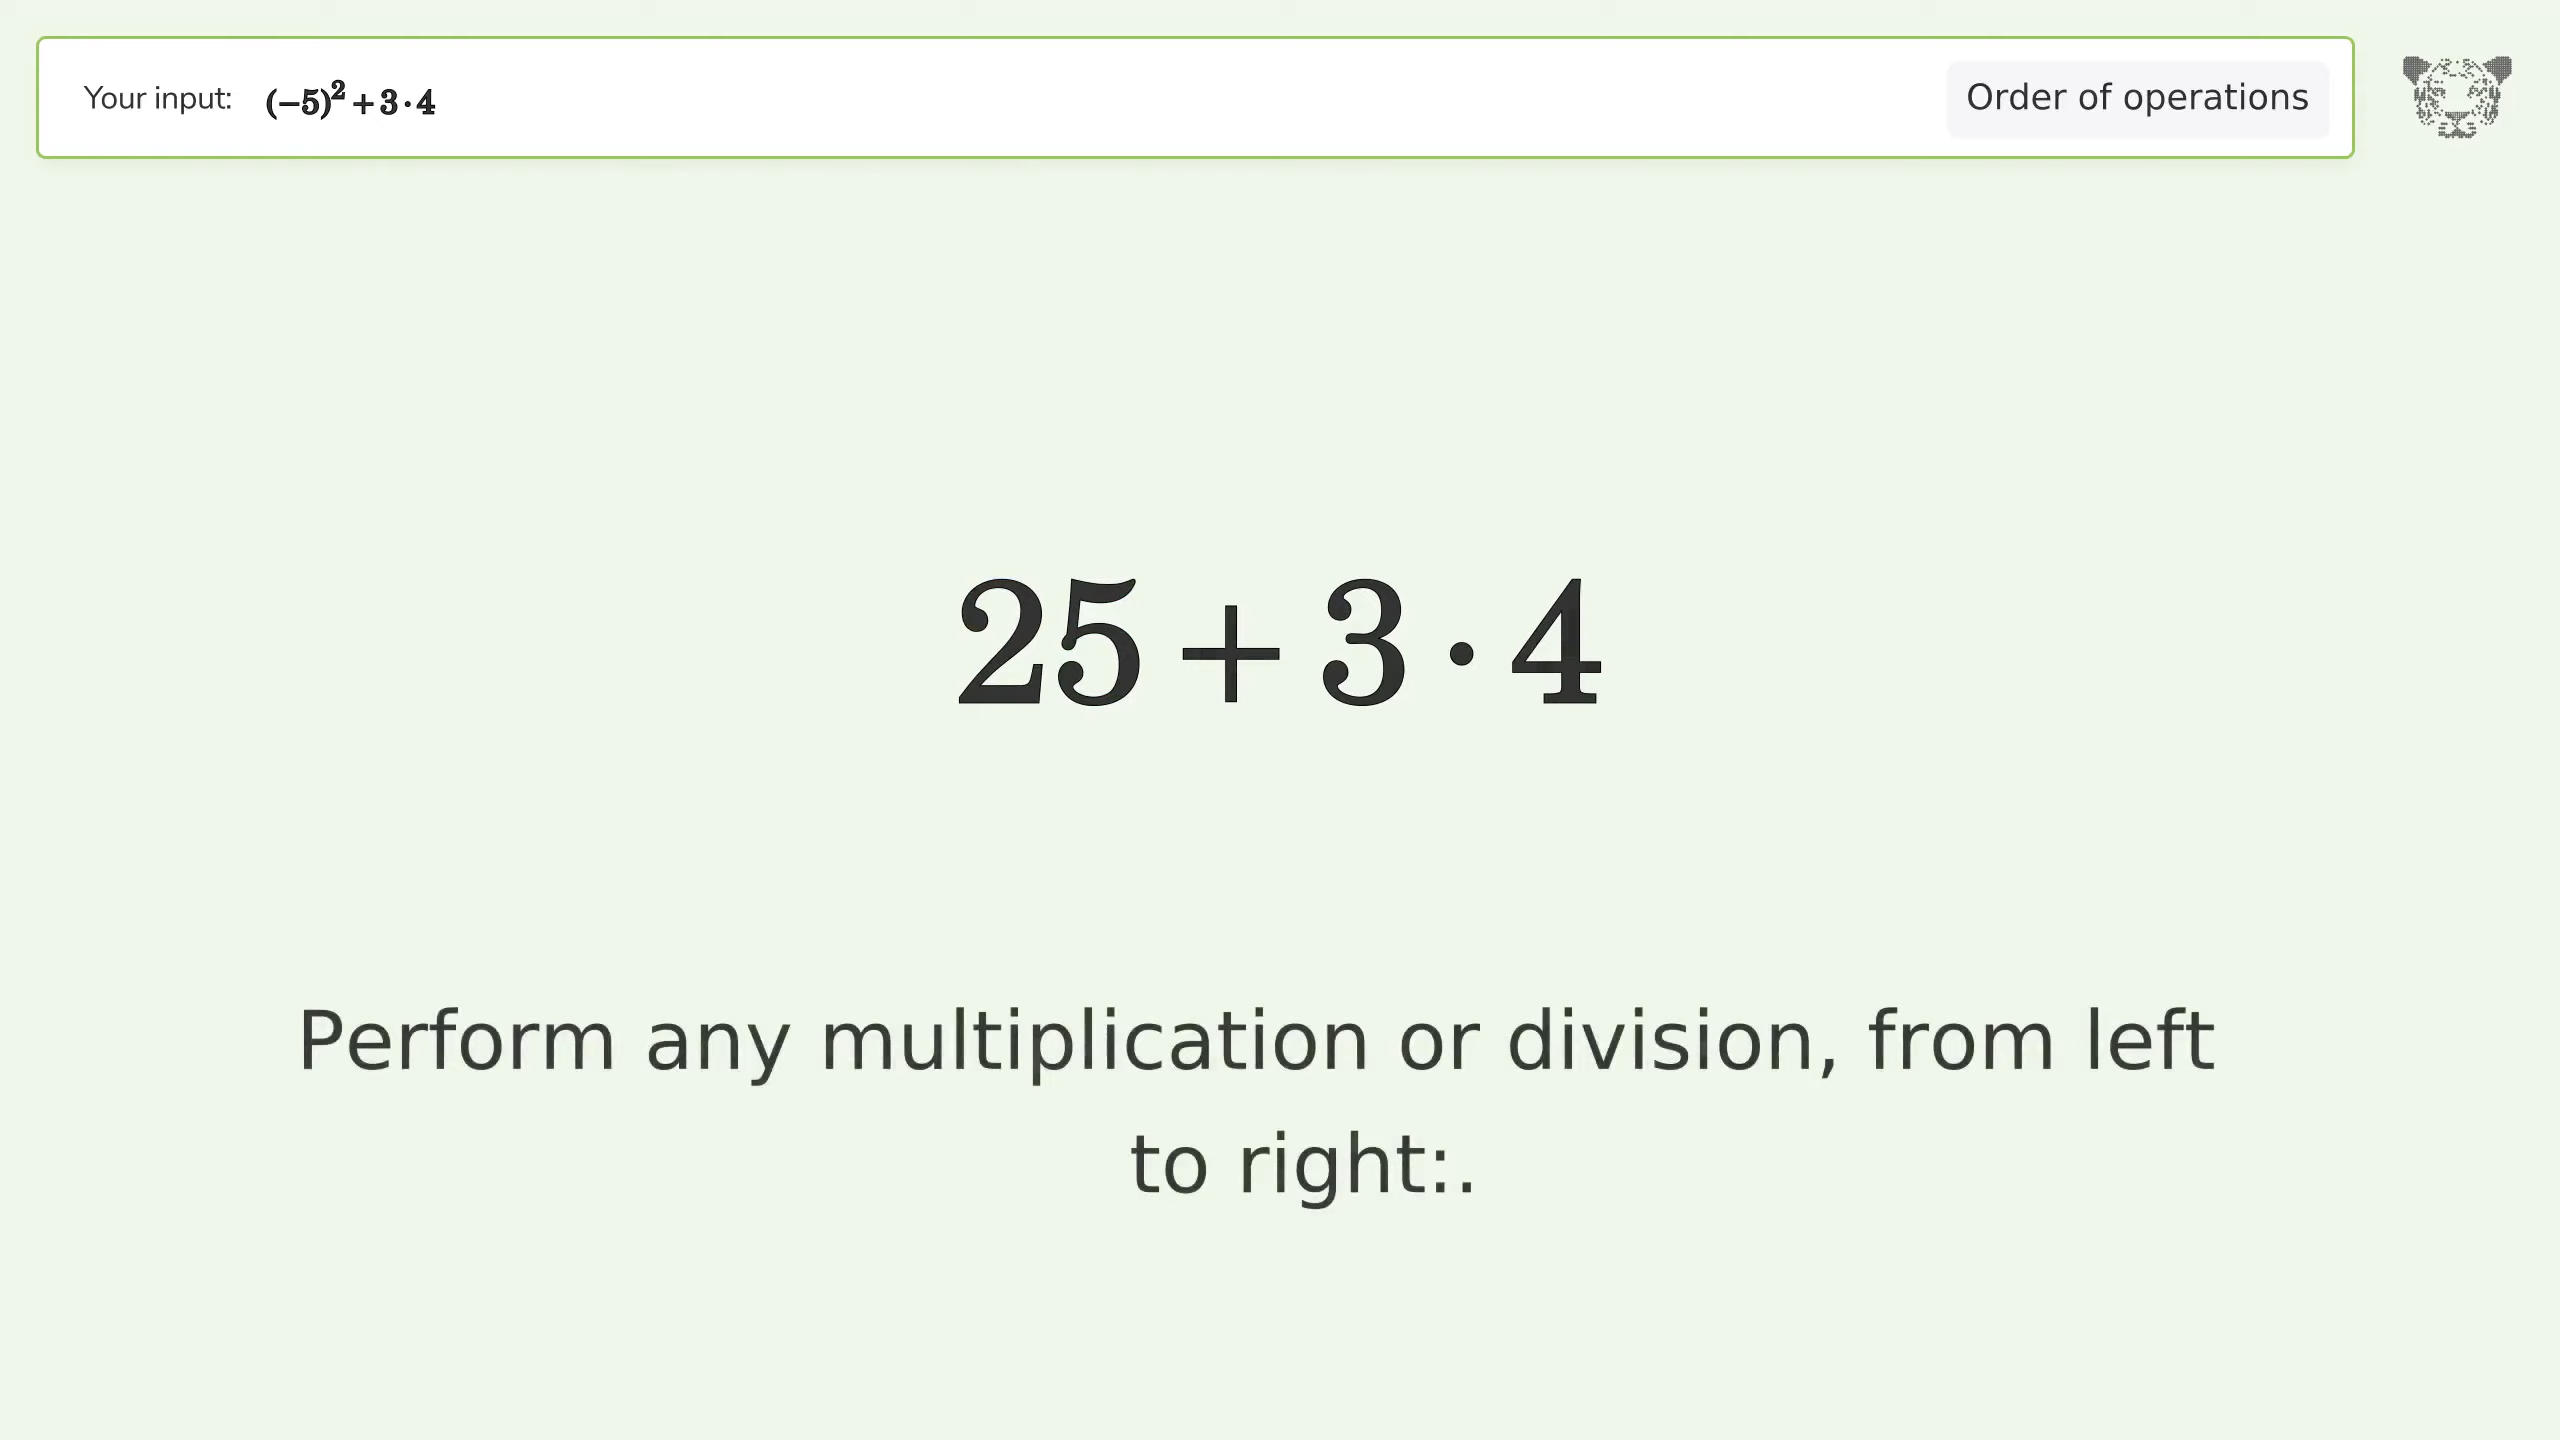 Your input: (−5)² + 3 · 4
Order of operations
25 + 3 · 4
Perform any multiplication or division, from left
to right:.